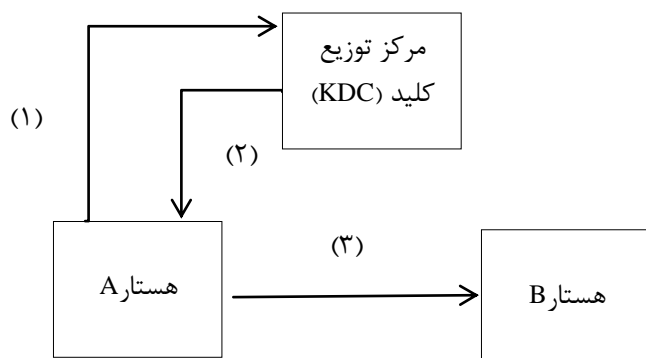 مرکز توزیع
کلید (KDC)
(۱)
(۲)
(۳)
هستارA
هستارB